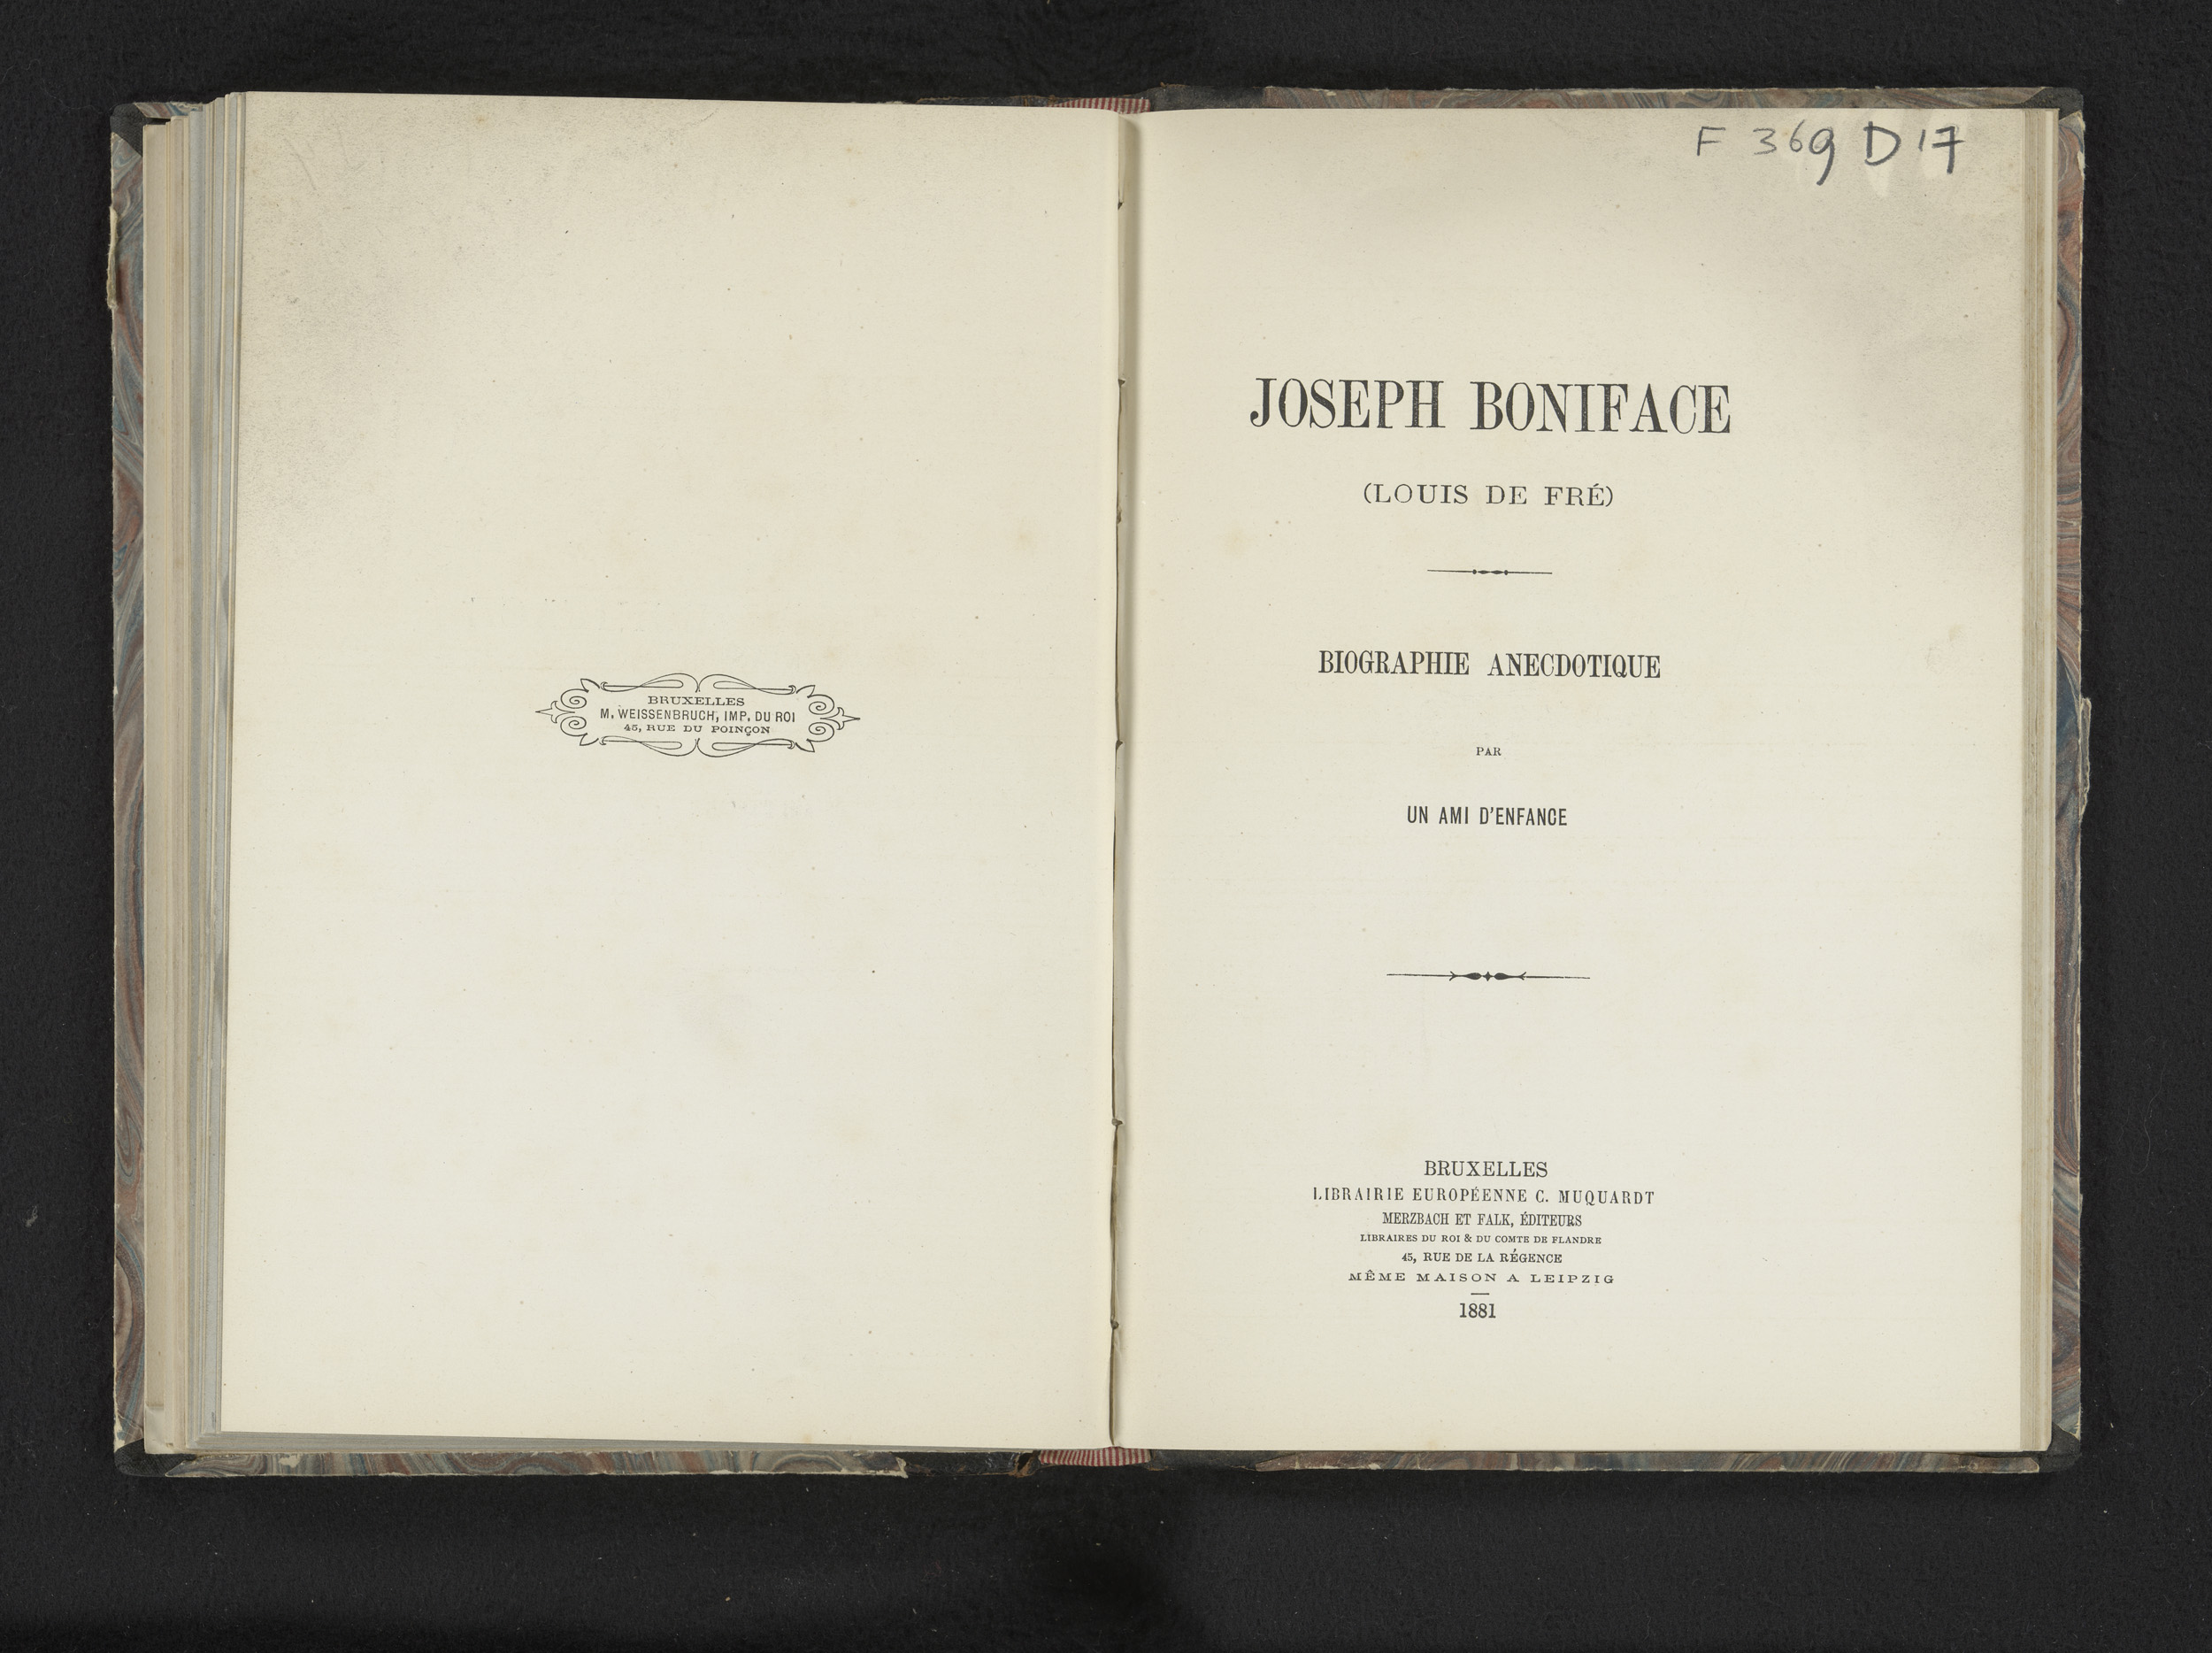 BRUXELLES
M. WEISSENBRUCH, IMP. DU ROI
45, RUE DU POINÇON
F 369 D 17
JOSEPH BONIFACE
(LOUIS DE FRÉ)
BIOGRAPHIE ANECDOTIQUE
PAR
UN AMI D'ENFANCE
BRUXELLES
LIBRAIRIE EUROPÉENNE C. MUQUARDT
MERZBACH ET FALK, ÉDITEURS
LIBRAIRES DU ROI & DU COMTE DE FLANDRE
45, RUE DE LA RÉGENCE
MÊME MAISON A LEIPZIG
1881